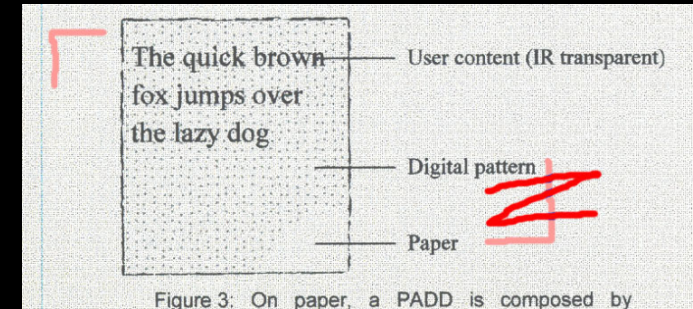 The quick brown
fox jumps over
the lazy dog
User content (IR transparent)
Digital pattern
Paper
Figure 3: On paper, a PADD is composed by